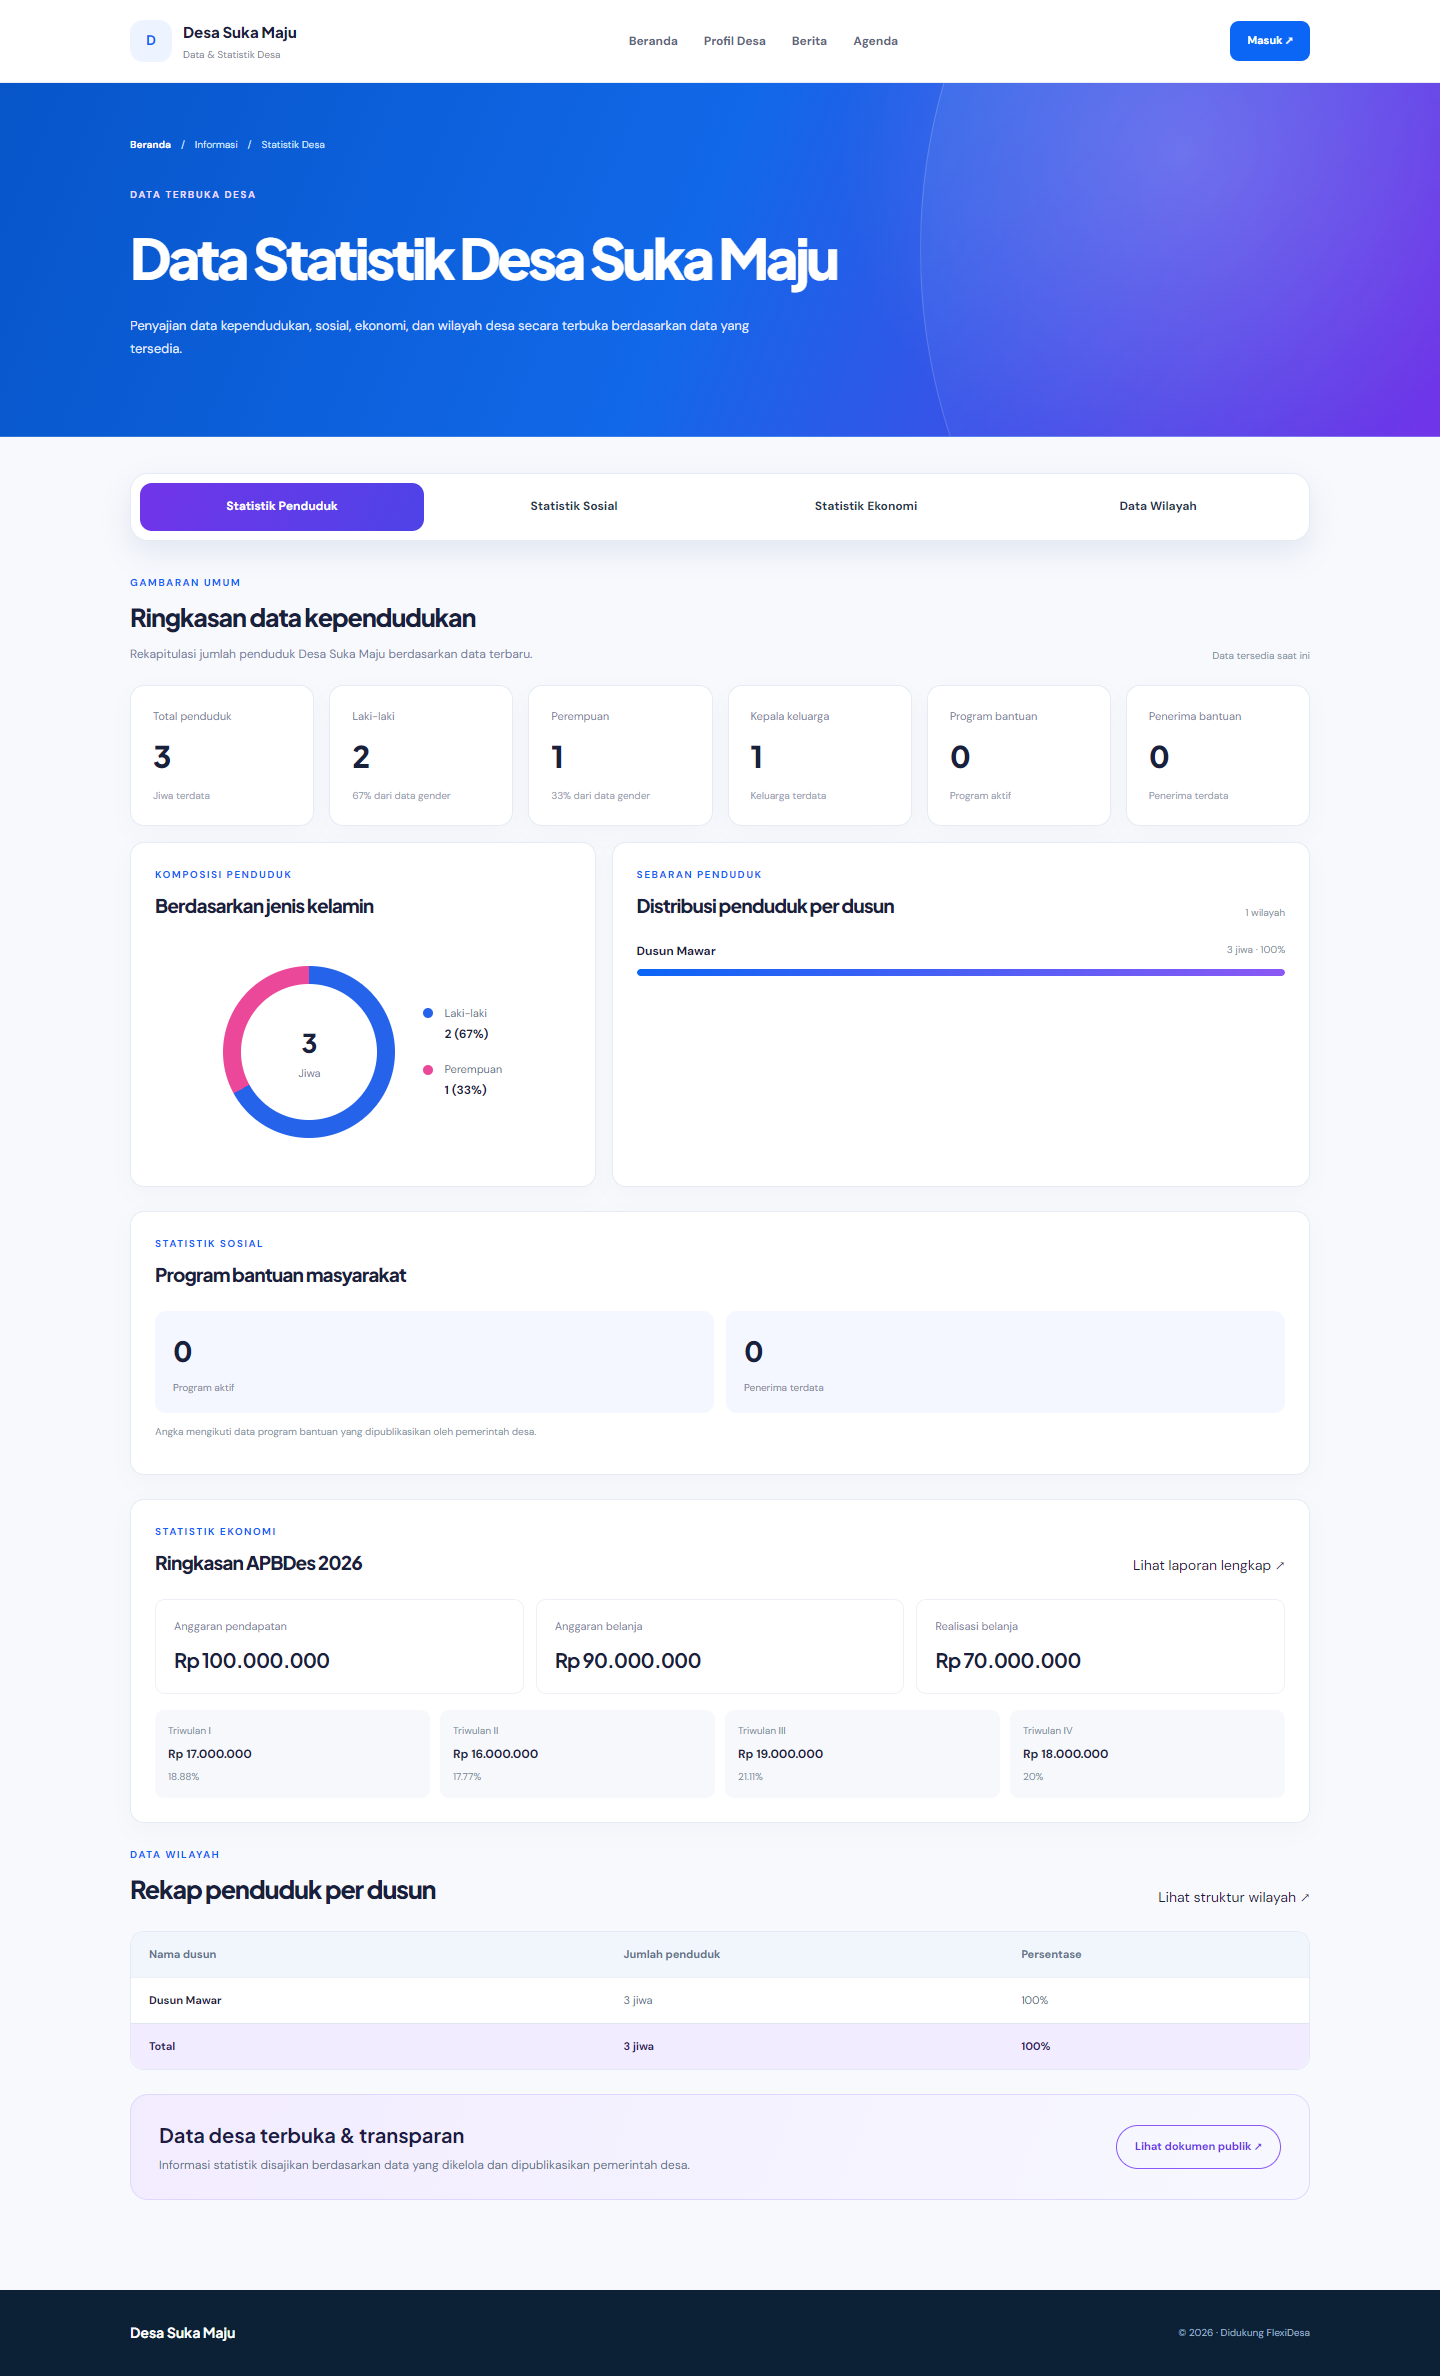 D
Desa Suka Maju
Data & Statistik Desa
Beranda Profil Desa Berita Agenda
Masuk ↗
Beranda / Informasi / Statistik Desa
DATA TERBUKA DESA
Data Statistik Desa Suka Maju
Penyajian data kependudukan, sosial, ekonomi, dan wilayah desa secara terbuka berdasarkan data yang
tersedia.
Statistik Penduduk Statistik Sosial Statistik Ekonomi Data Wilayah
GAMBARAN UMUM
Ringkasan data kependudukan
Rekapitulasi jumlah penduduk Desa Suka Maju berdasarkan data terbaru.
Data tersedia saat ini
Total penduduk
3
Jiwa terdata
Laki-laki
2
67% dari data gender
Perempuan
1
33% dari data gender
Kepala keluarga
1
Keluarga terdata
Program bantuan
0
Program aktif
Penerima bantuan
0
Penerima terdata
KOMPOSISI PENDUDUK
Berdasarkan jenis kelamin
3
Jiwa
Laki-laki
2 (67%)
Perempuan
1 (33%)
SEBARAN PENDUDUK
Distribusi penduduk per dusun
1 wilayah
Dusun Mawar
3 jiwa · 100%
STATISTIK SOSIAL
Program bantuan masyarakat
0
Program aktif
0
Penerima terdata
Angka mengikuti data program bantuan yang dipublikasikan oleh pemerintah desa.
STATISTIK EKONOMI
Ringkasan APBDes 2026
Lihat laporan lengkap ↗
Anggaran pendapatan
Rp 100.000.000
Anggaran belanja
Rp 90.000.000
Realisasi belanja
Rp 70.000.000
Triwulan I
Rp 17.000.000
18.88%
Triwulan II
Rp 16.000.000
17.77%
Triwulan III
Rp 19.000.000
21.11%
Triwulan IV
Rp 18.000.000
20%
DATA WILAYAH
Rekap penduduk per dusun
Lihat struktur wilayah ↗
Nama dusun Jumlah penduduk Persentase
Dusun Mawar 3 jiwa 100%
Total 3 jiwa 100%
Data desa terbuka & transparan
Informasi statistik disajikan berdasarkan data yang dikelola dan dipublikasikan pemerintah desa.
Lihat dokumen publik ↗
Desa Suka Maju
© 2026 · Didukung FlexiDesa